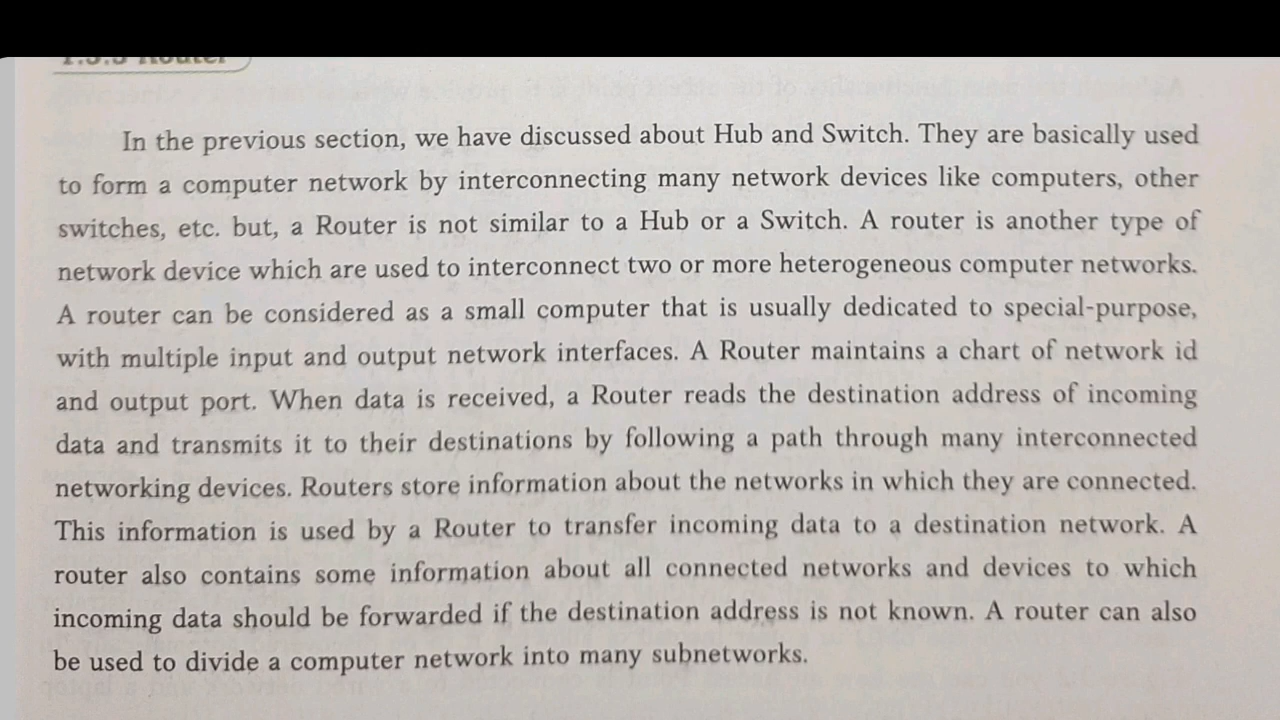 In the previous section, we have discussed about Hub and Switch. They are basically used
to form a computer network by interconnecting many network devices like computers, other
switches, etc. but, a Router is not similar to a Hub or a Switch. A router is another type of
network device which are used to interconnect two or more heterogeneous computer networks.
A router can be considered as a small computer that is usually dedicated to special-purpose,
with multiple input and output network interfaces. A Router maintains a chart of network id
and output port. When data is received, a Router reads the destination address of incoming
data and transmits it to their destinations by following a path through many interconnected
networking devices. Routers store information about the networks in which they are connected.
This information is used by a Router to transfer incoming data to a destination network. A
router also contains some information about all connected networks and devices to which
incoming data should be forwarded if the destination address is not known. A router can also
be used to divide a computer network into many subnetworks.